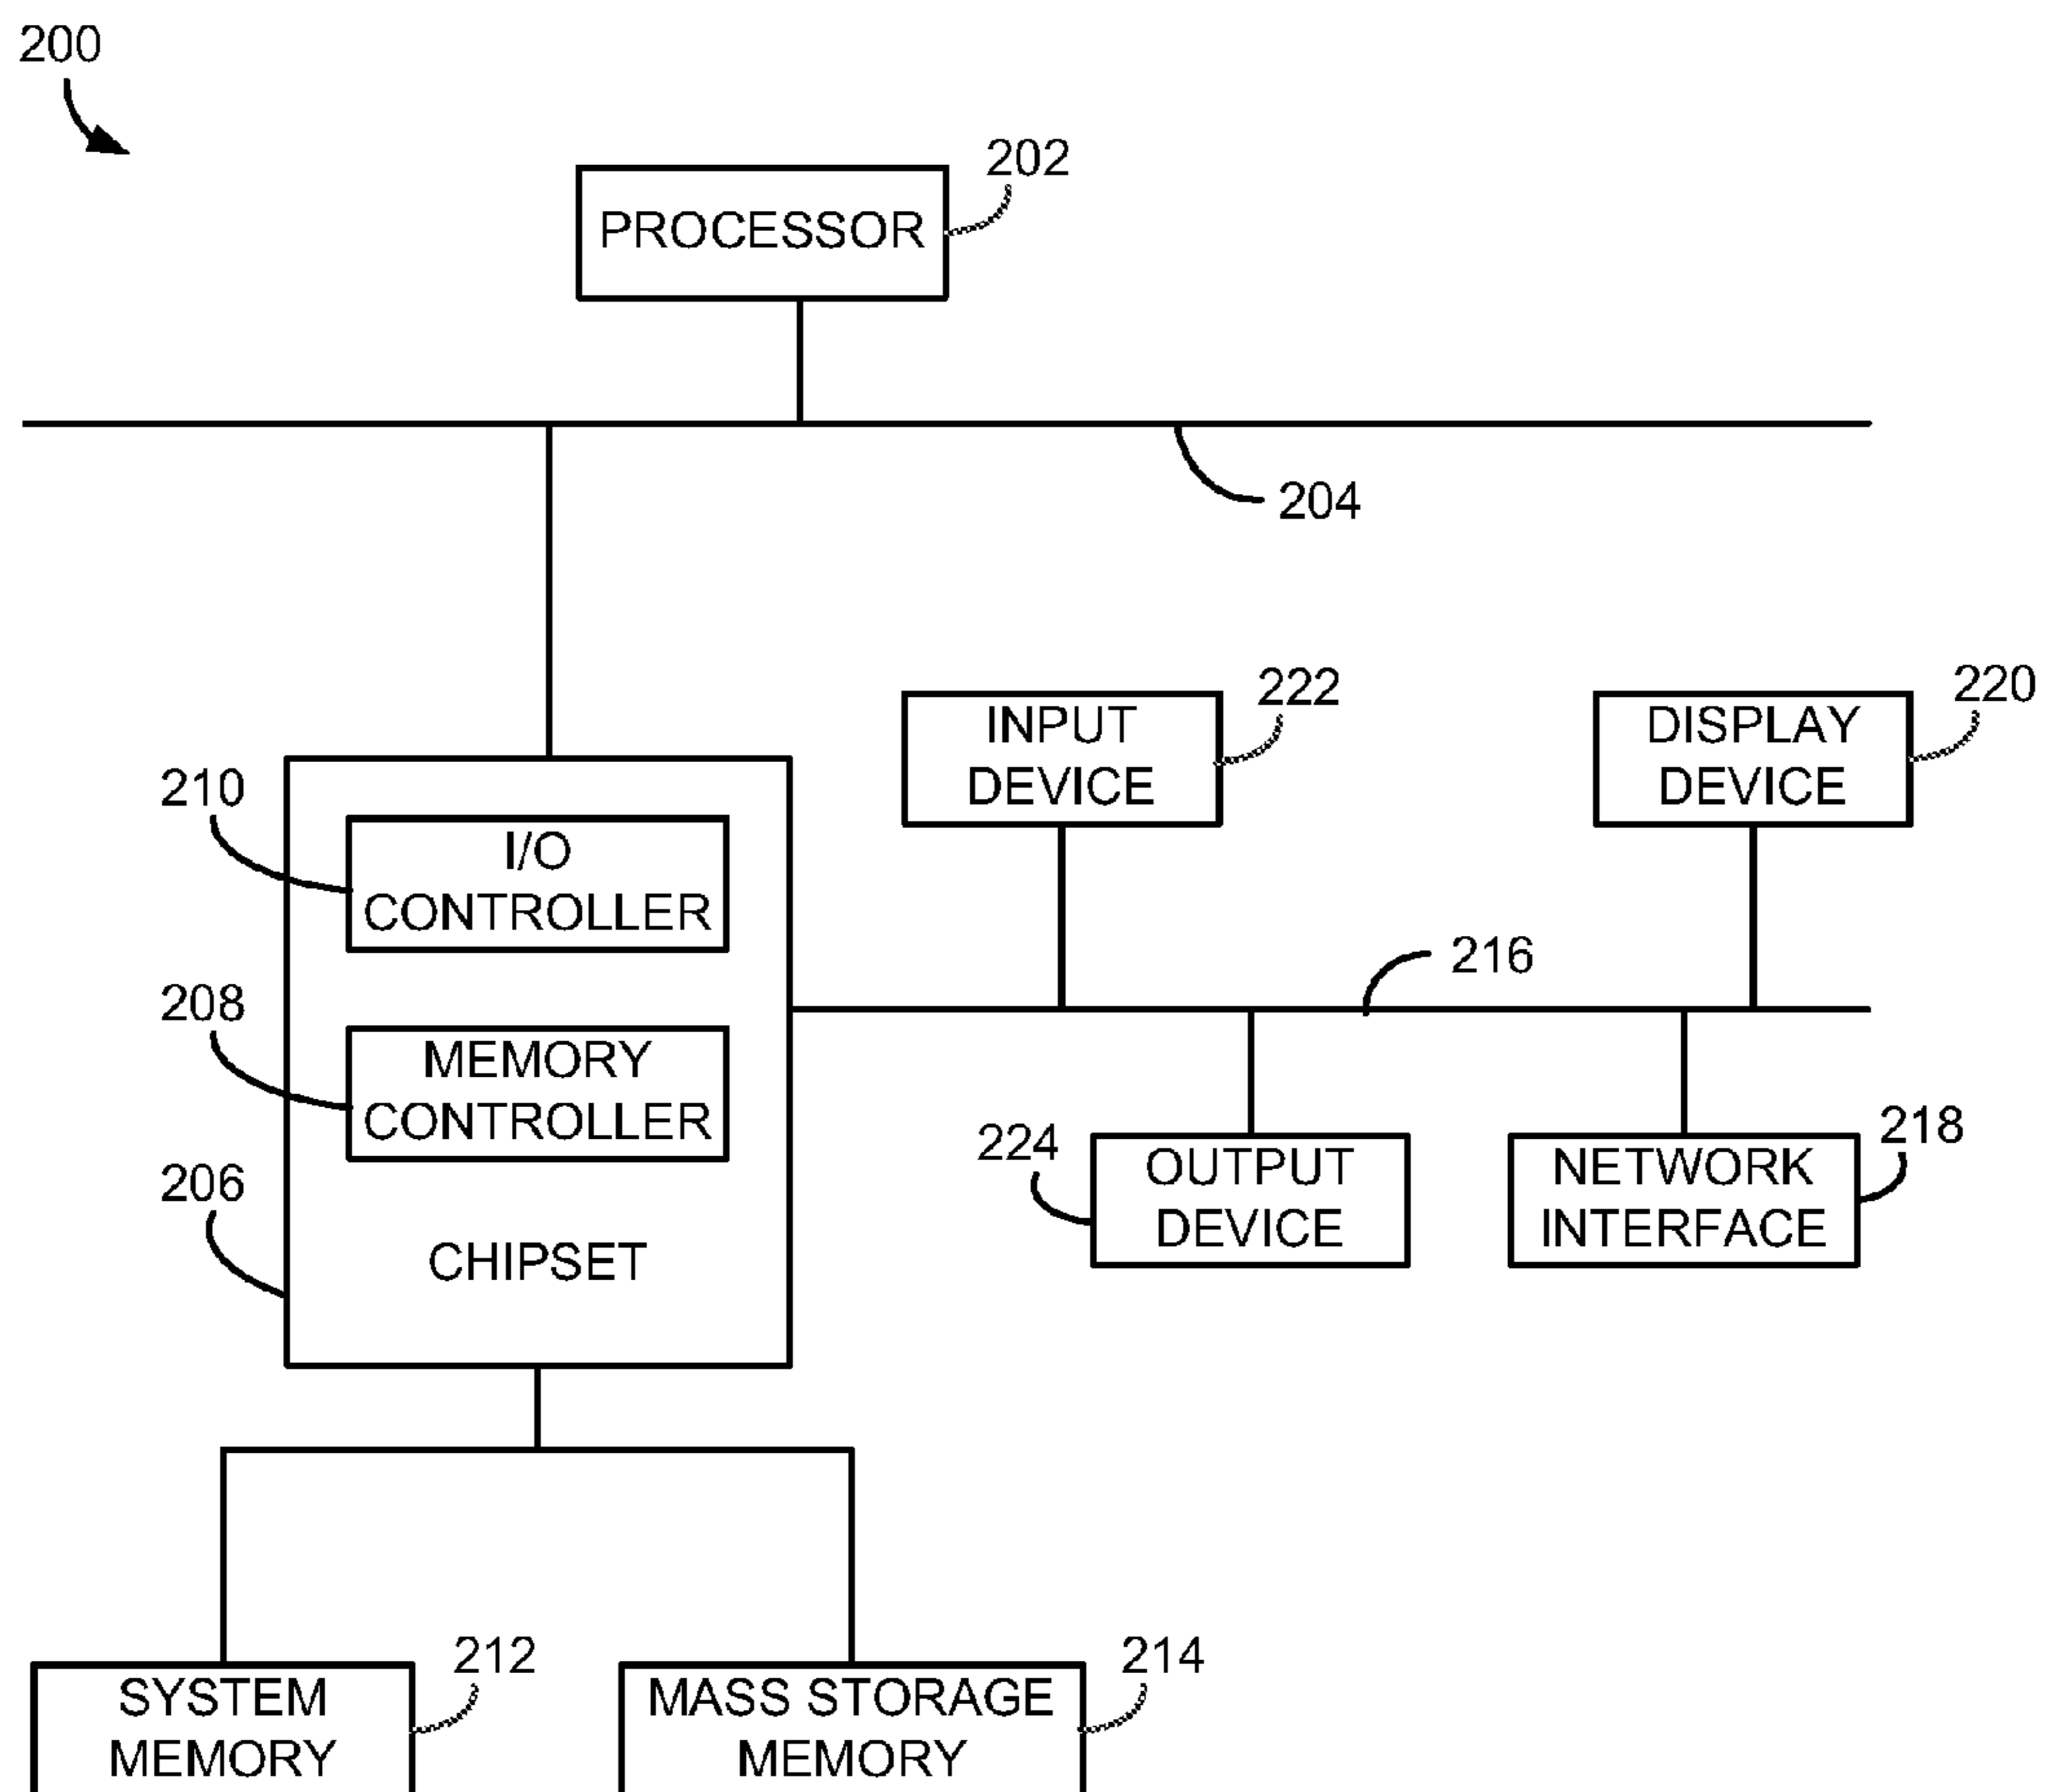 200
202
PROCESSOR
204
222
220
INPUT
DEVICE
DISPLAY
DEVICE
210
I/O
CONTROLLER
216
208
MEMORY
CONTROLLER
224
OUTPUT
DEVICE
218
NETWORK
INTERFACE
206
CHIPSET
212
SYSTEM
MEMORY
214
MASS STORAGE
MEMORY